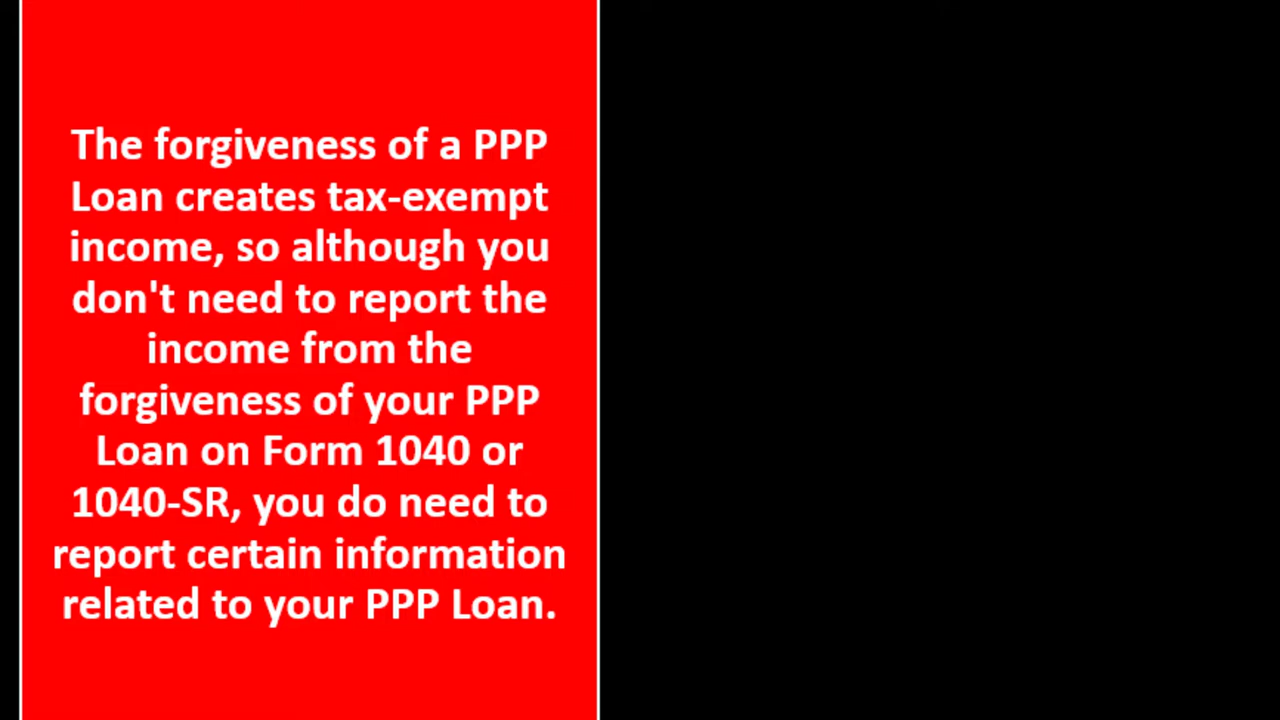 The forgiveness of a PPP
Loan creates tax-exempt
income, so although you
don't need to report the
income from the
forgiveness of your PPP
Loan on Form 1040 or
1040-SR, you do need to
report certain information
related to your PPP Loan.